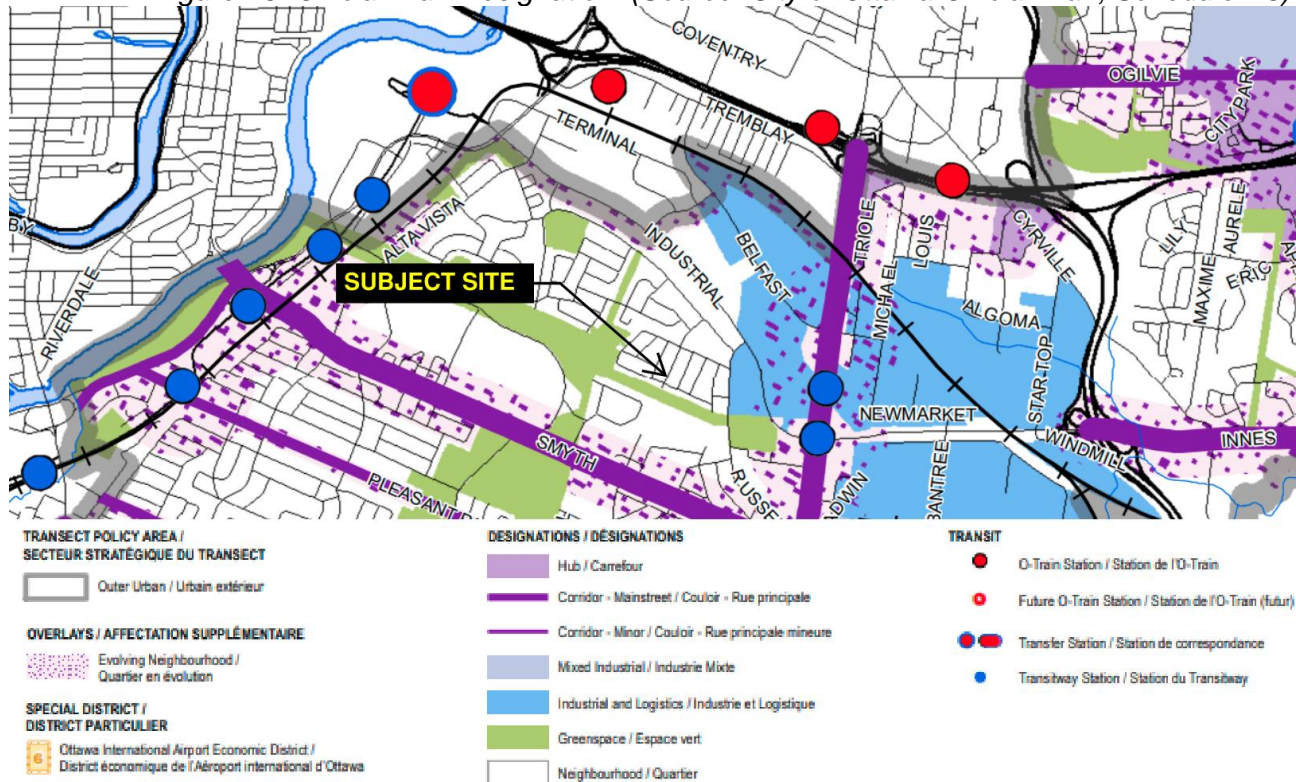 COVENTRY
OGILVIE
CITY PARK
TREMBLAY
TERMINAL
ALTA VISTA
INDUSTRIAL
BELFAST
TRIOLE
MICHAEL
LOUIS
CYRVILLE
LILY
MAXIME
AURELE
ERIC
RIVERDALE
SUBJECT SITE
ALGOMA
STAR TOP
NEWMARKET
WINDMILL
INNES
SMYTH
PLEASANT
BANTREE
TRANSECT POLICY AREA /
SECTEUR STRATÉGIQUE DU TRANSECT
Outer Urban / Urbain extérieur
OVERLAYS / AFFECTATION SUPPLÉMENTAIRE
Evolving Neighbourhood /
Quartier en évolution
SPECIAL DISTRICT /
DISTRICT PARTICULIER
6
Ottawa International Airport Economic District /
District économique de l'Aéroport international d'Ottawa
DESIGNATIONS / DÉSIGNATIONS
Hub / Carrefour
Corridor - Mainstreet / Couloir - Rue principale
Corridor - Minor / Couloir - Rue principale mineure
Mixed Industrial / Industrie Mixte
Industrial and Logistics / Industrie et Logistique
Greenspace / Espace vert
Neighbourhood / Quartier
TRANSIT
O-Train Station / Station de l'O-Train
Future O-Train Station / Station de l'O-Train (futur)
Transfer Station / Station de correspondance
Transitway Station / Station du Transitway